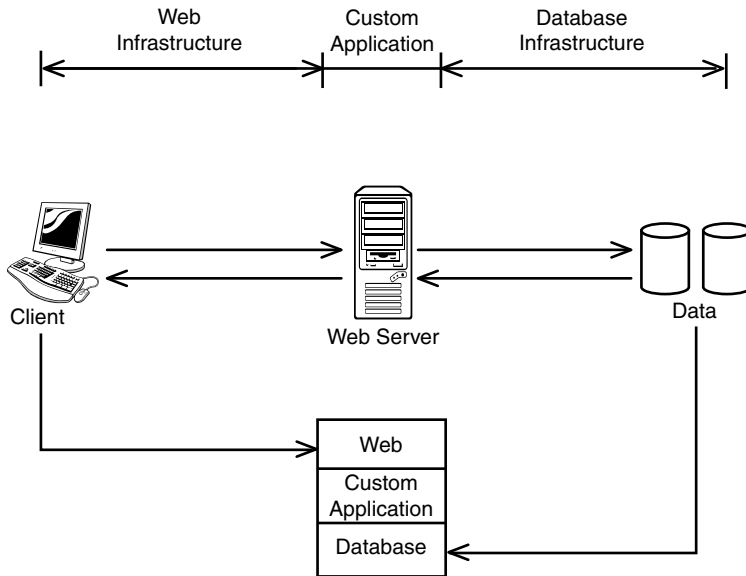 Web
Infrastructure
Custom
Application
Database
Infrastructure
Client
Web Server
Data
Web
Custom
Application
Database